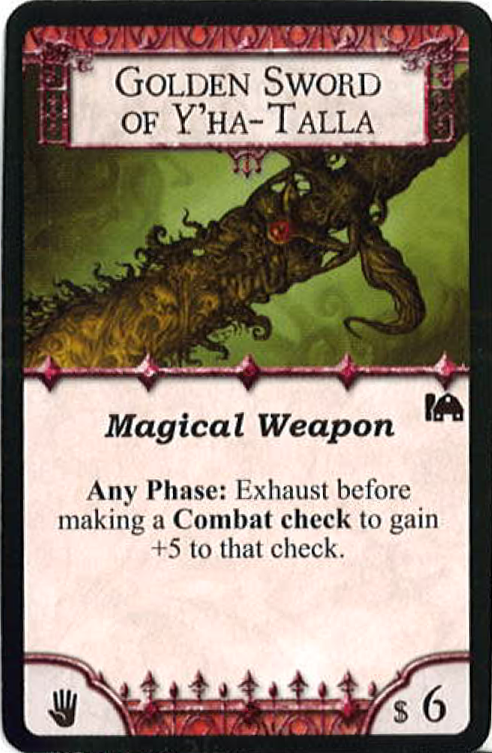 Golden Sword
of Y'ha-Talla
Magical Weapon
Any Phase: Exhaust before
making a Combat check to gain
+5 to that check.
$ 6